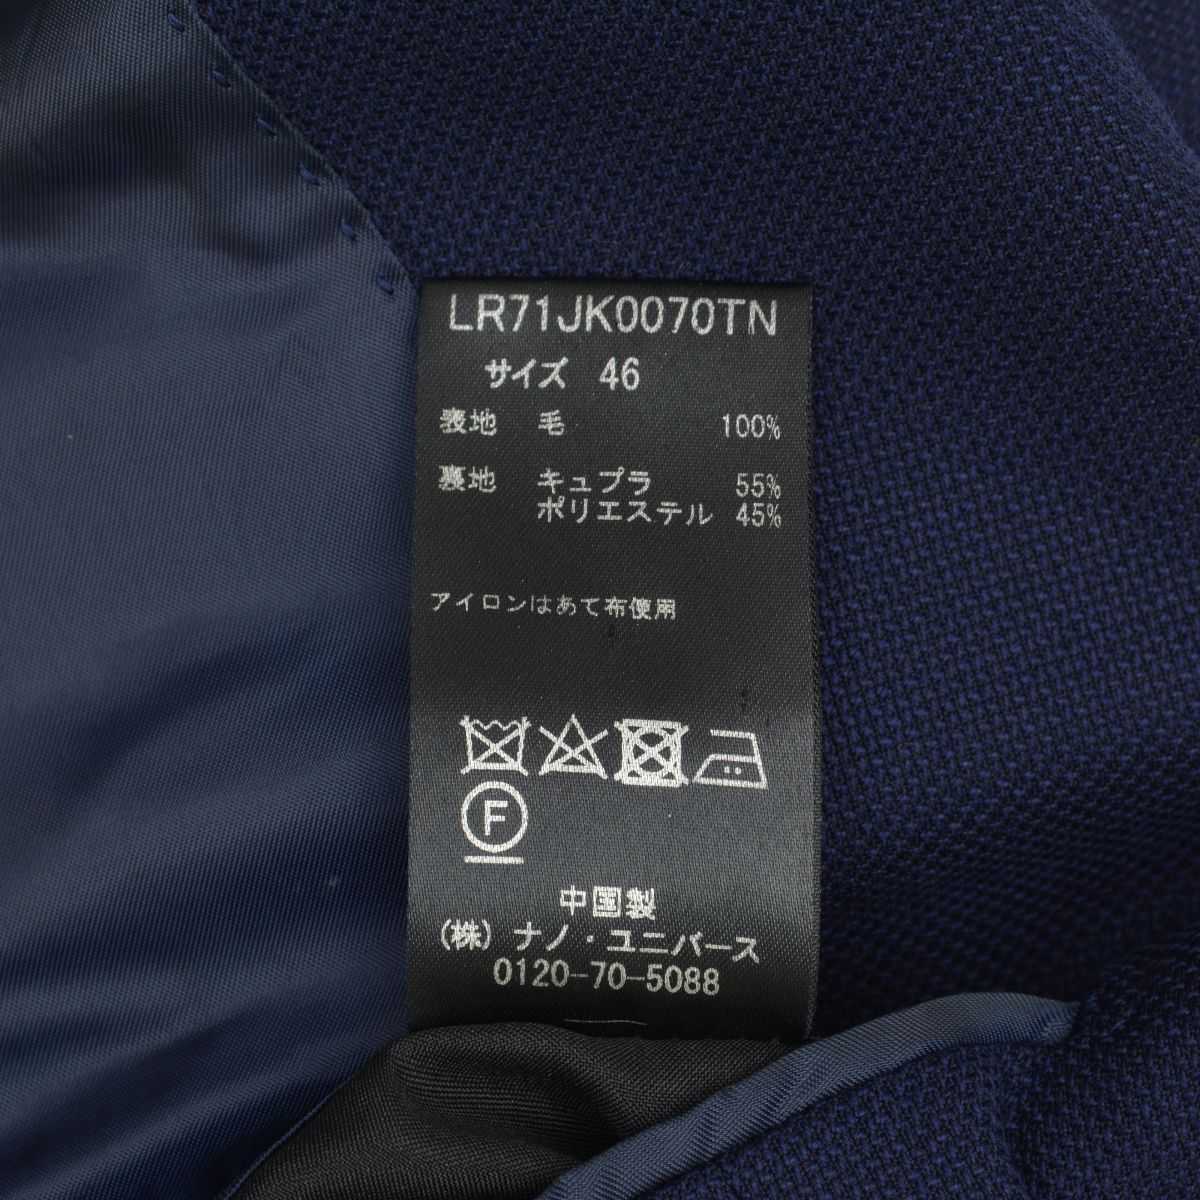 LR71JK0070TN
サイズ 46
表地 毛 100%
裏地 キュプラ 55%
ポリエステル 45%
アイロンはあて布使用
F
中国製
(株) ナノ・ユニバース
0120-70-5088